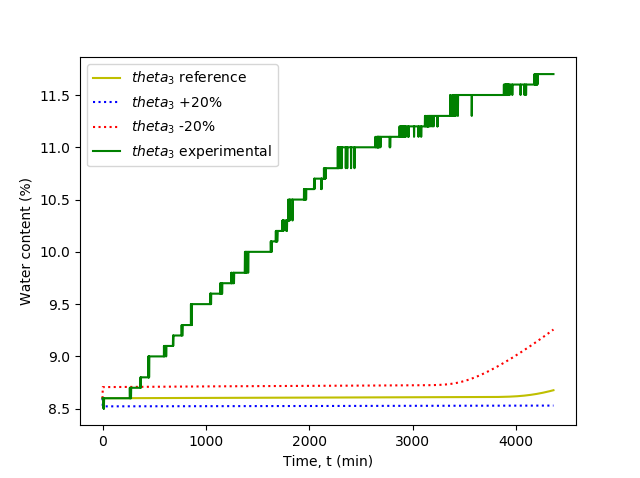 theta3 reference
theta3 +20%
theta3 -20%
theta3 experimental
11.5
11.0
10.5
10.0
9.5
9.0
8.5
Water content (%)
0 1000 2000 3000 4000
Time, t (min)